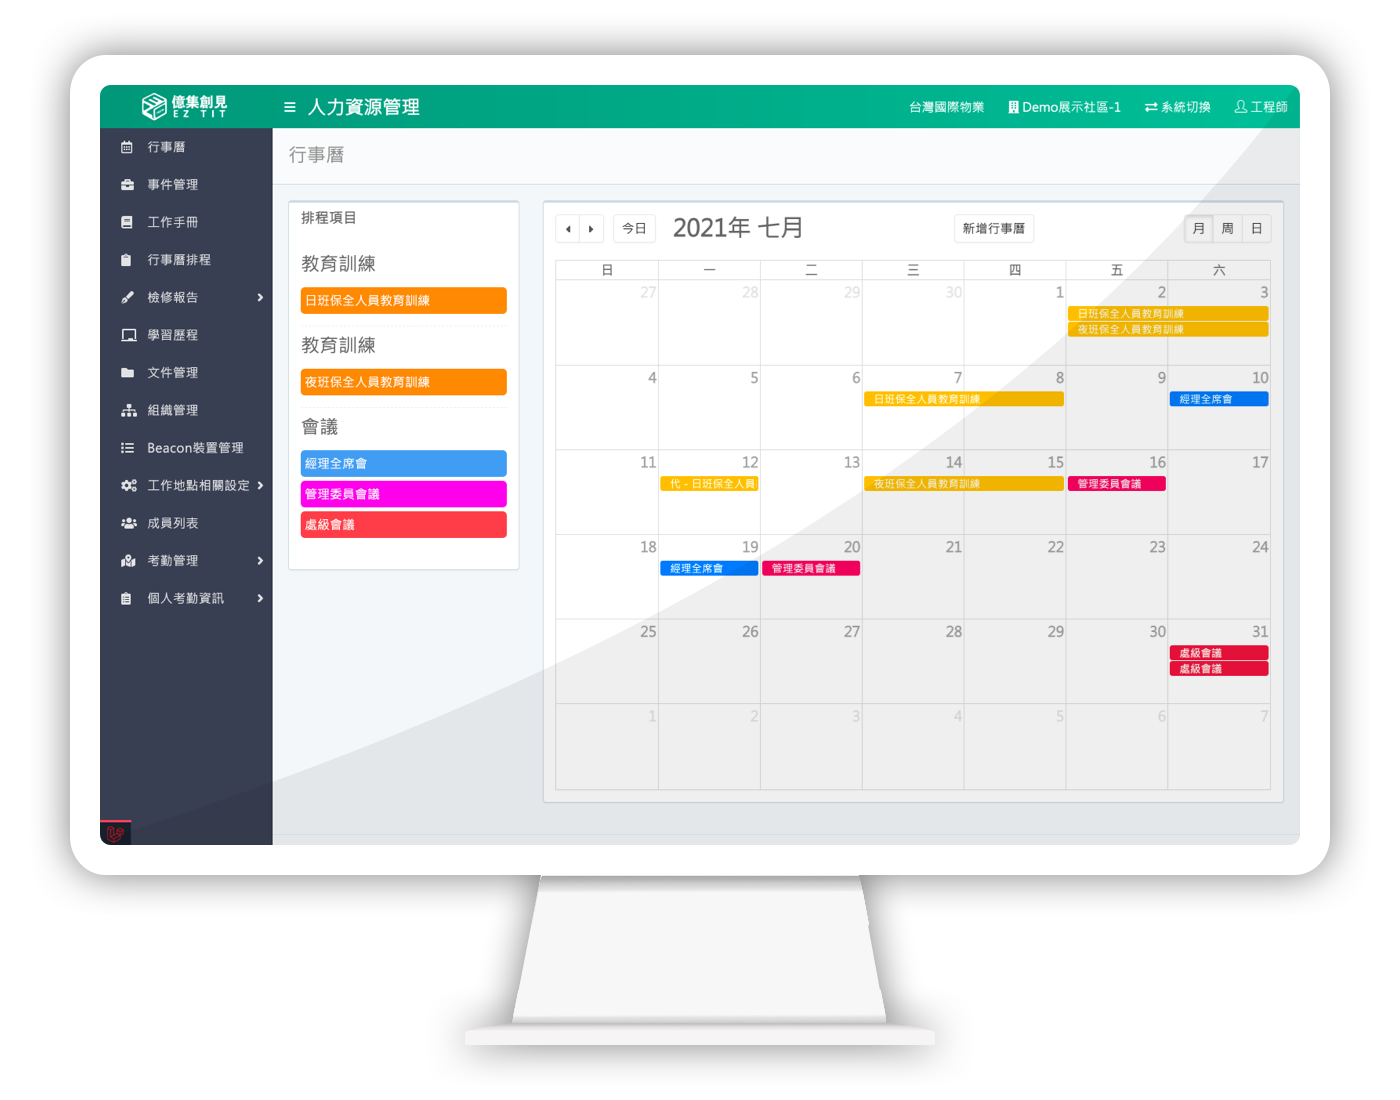 億集創見
EZ TIT
人力資源管理
台灣國際物業
Demo展示社區-1
系統切換
工程師
行事曆
事件管理
工作手冊
行事曆排程
檢修報告
學習歷程
文件管理
組織管理
Beacon裝置管理
工作地點相關設定
成員列表
考勤管理
個人考勤資訊
行事曆
排程項目
教育訓練
日班保全人員教育訓練
教育訓練
夜班保全人員教育訓練
會議
經理全席會
管理委員會議
處級會議
今日
2021年 七月
新增行事曆
月 周 日
日 一 二 三 四 五 六
27 28 29 30 1 2 3
日班保全人員教育訓練
夜班保全人員教育訓練
4 5 6 7 8 9 10
日班保全人員教育訓練
經理全席會
11 12 13 14 15 16 17
代 - 日班保全人員
夜班保全人員教育訓練
管理委員會議
18 19 20 21 22 23 24
經理全席會
管理委員會議
25 26 27 28 29 30 31
處級會議
處級會議
1 2 3 4 5 6 7